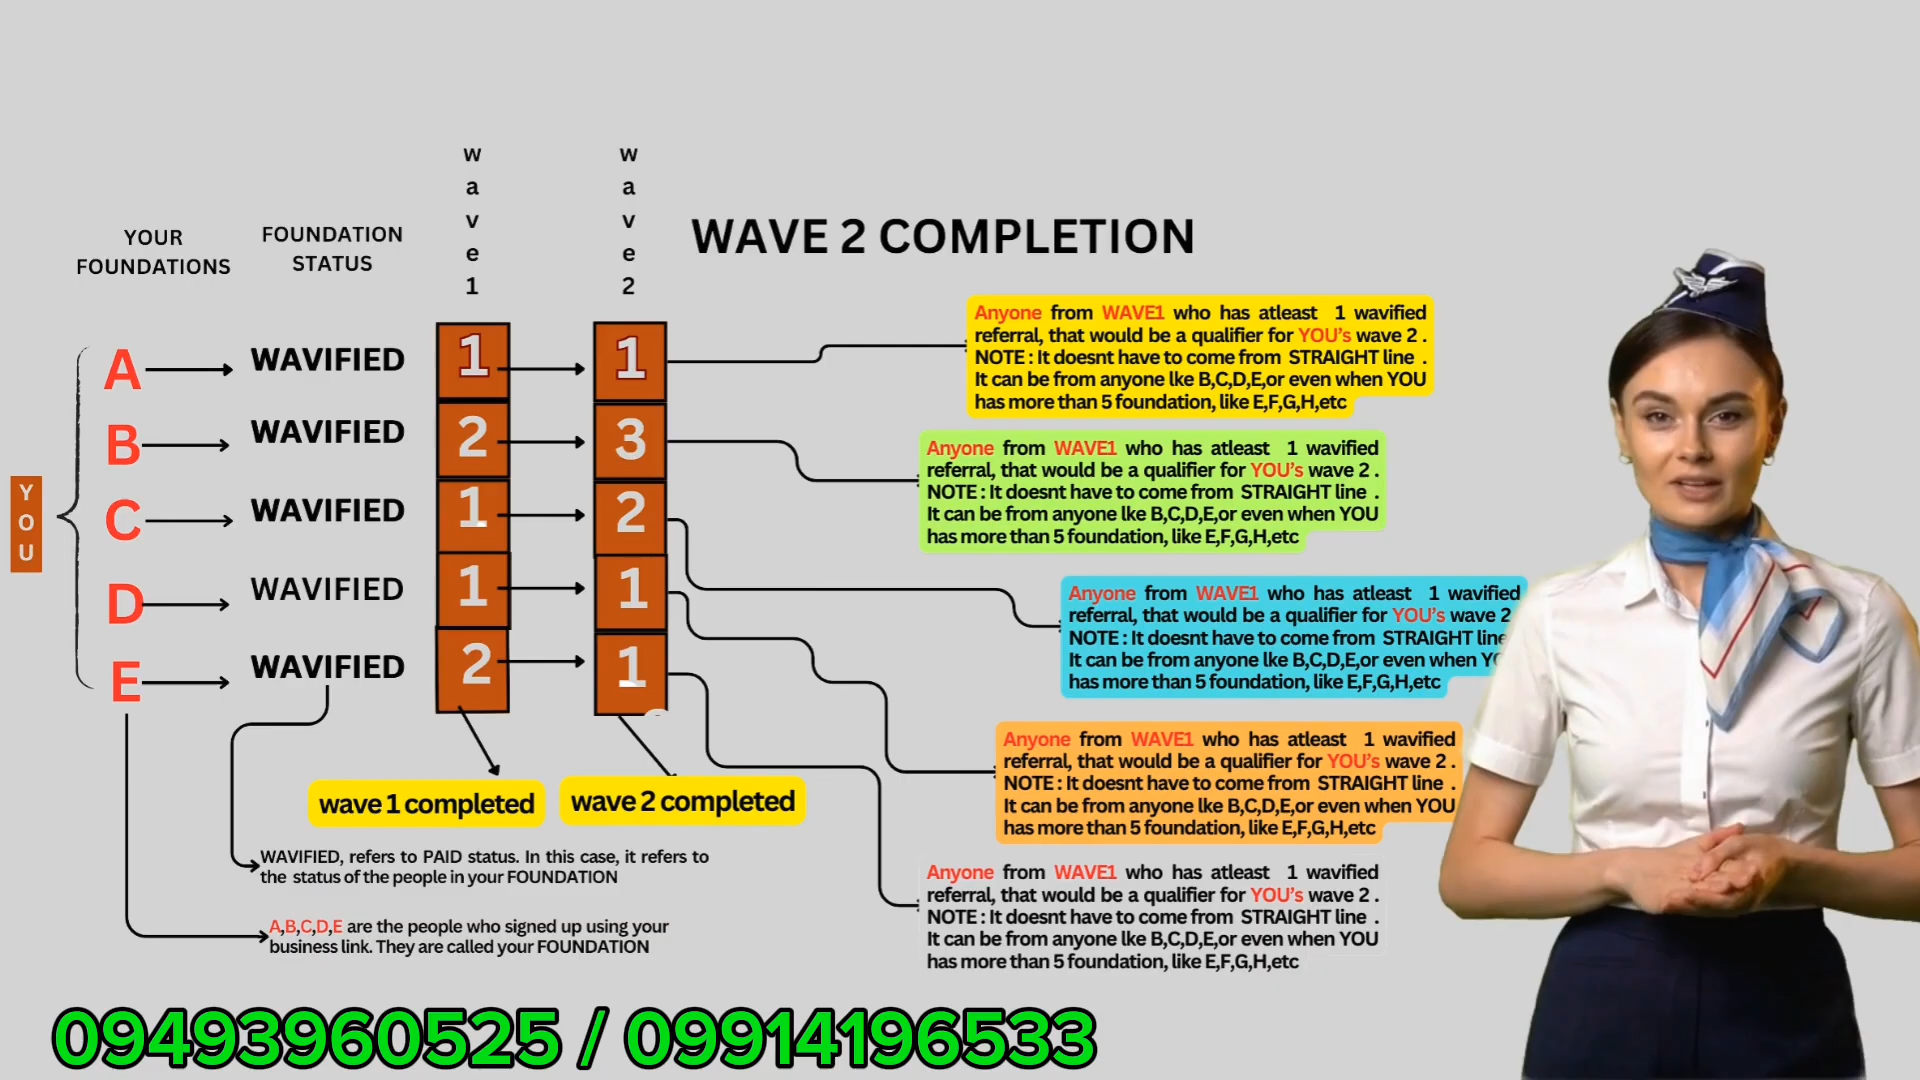 w
a
v
e
1
w
a
v
e
2
WAVE 2 COMPLETION
YOUR
FOUNDATIONS
FOUNDATION
STATUS
Y
O
U
A
WAVIFIED
1
1
B
WAVIFIED
2
3
C
WAVIFIED
1
2
D
WAVIFIED
1
1
E
WAVIFIED
2
1
Anyone from WAVE1 who has atleast 1 wavified
referral, that would be a qualifier for YOU's wave 2 .
NOTE : It doesnt have to come from STRAIGHT line .
It can be from anyone lke B,C,D,E,or even when YOU
has more than 5 foundation, like E,F,G,H,etc
Anyone from WAVE1 who has atleast 1 wavified
referral, that would be a qualifier for YOU's wave 2 .
NOTE : It doesnt have to come from STRAIGHT line .
It can be from anyone lke B,C,D,E,or even when YOU
has more than 5 foundation, like E,F,G,H,etc
Anyone from WAVE1 who has atleast 1 wavified
referral, that would be a qualifier for YOU's wave 2
NOTE : It doesnt have to come from STRAIGHT line
It can be from anyone lke B,C,D,E,or even when
has more than 5 foundation, like E,F,G,H,etc
Anyone from WAVE1 who has atleast 1 wavified
referral, that would be a qualifier for YOU's wave 2 .
NOTE : It doesnt have to come from STRAIGHT line .
It can be from anyone lke B,C,D,E,or even when YOU
has more than 5 foundation, like E,F,G,H,etc
Anyone from WAVE1 who has atleast 1 wavified
referral, that would be a qualifier for YOU's wave 2 .
NOTE : It doesnt have to come from STRAIGHT line .
It can be from anyone lke B,C,D,E,or even when YOU
has more than 5 foundation, like E,F,G,H,etc
wave 1 completed
wave 2 completed
WAVIFIED, refers to PAID status. In this case, it refers to
the status of the people in your FOUNDATION
A,B,C,D,E are the people who signed up using your
business link. They are called your FOUNDATION
09493960525 / 09914196533